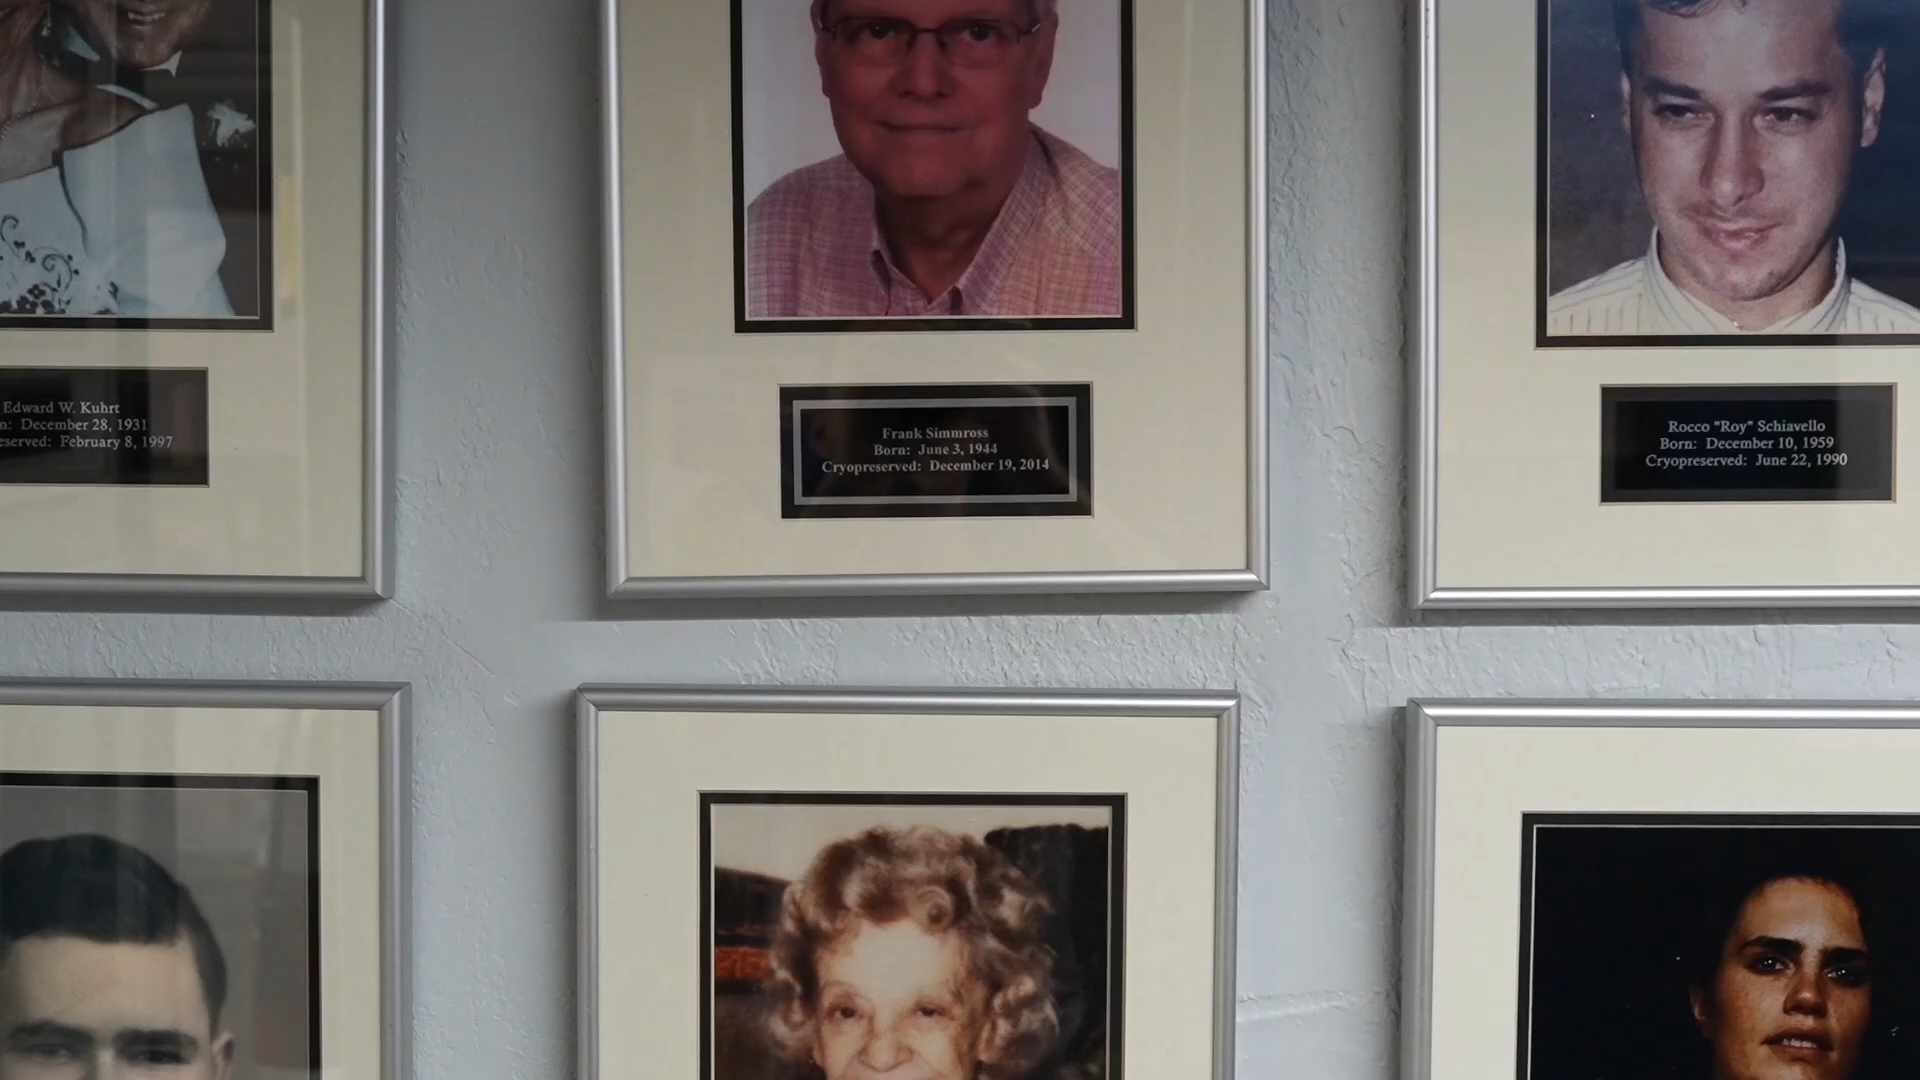 Edward W. Kuhrt
n: December 28, 1931
eserved: February 8, 1997
Frank Simmross
Born: June 3, 1944
Cryopreserved: December 19, 2014
Rocco "Roy" Schiavello
Born: December 10, 1959
Cryopreserved: June 22, 1990